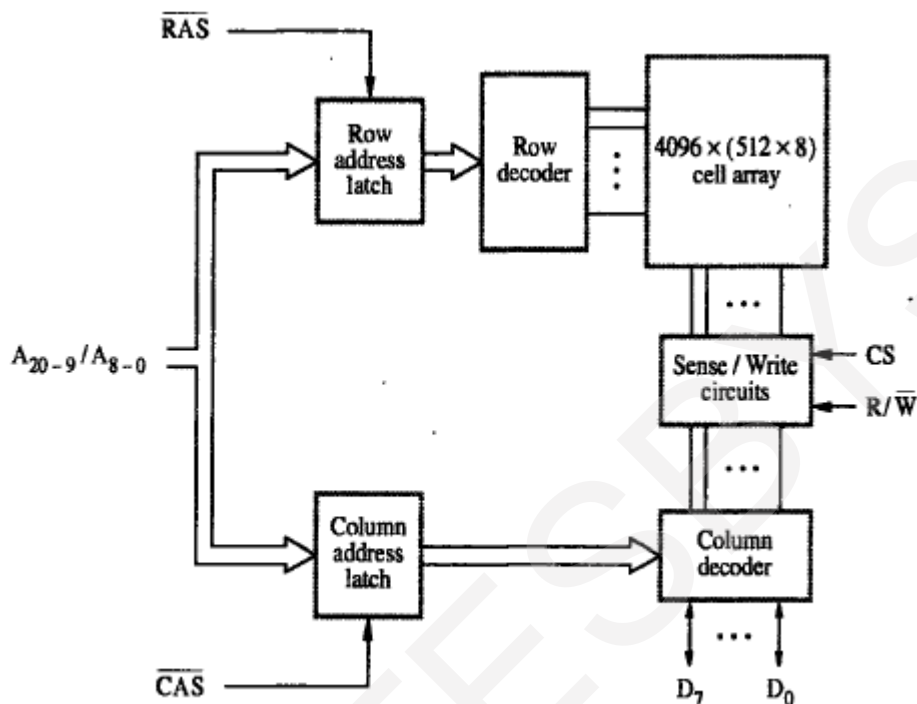 RAS
Row
address
latch
Row
decoder
4096 × (512 × 8)
cell array
A20 - 9 / A8 - 0
Sense / Write
circuits
CS
R/W
Column
address
latch
Column
decoder
CAS
D7
D0